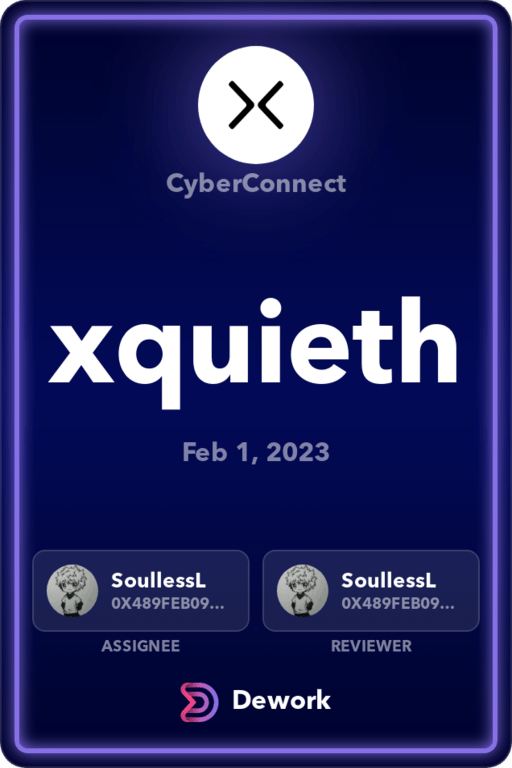 CyberConnect
xquieth
Feb 1, 2023
SoullessL
0X489FEB09...
ASSIGNEE
SoullessL
0X489FEB09...
REVIEWER
Dework